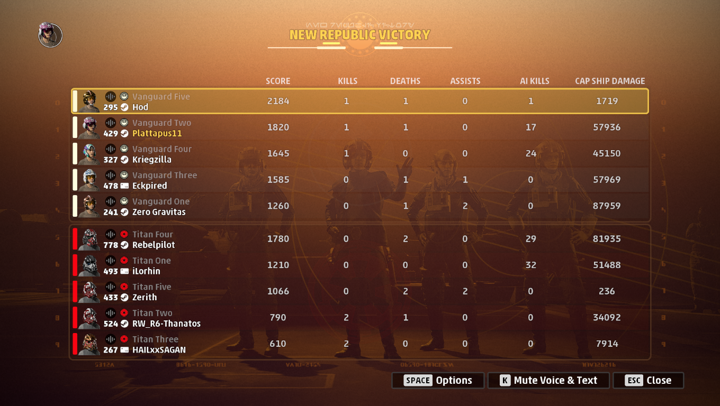 NEW REPUBLIC VICTORY
SCORE KILLS DEATHS ASSISTS AI KILLS CAP SHIP DAMAGE
Vanguard Five
295 Hod 2184 1 1 0 1 1719
Vanguard Two
429 Plattapus11 1820 1 1 0 17 57936
Vanguard Four
327 Kriegzilla 1645 1 0 0 24 45150
Vanguard Three
478 Eckpired 1585 0 1 1 0 57969
Vanguard One
241 Zero Gravitas 1260 0 1 2 0 87959
Titan Four
778 Rebelpilot 1780 0 2 0 29 81935
Titan One
493 iLorhin 1210 0 0 0 32 51488
Titan Five
433 Zerith 1066 0 2 2 0 236
Titan Two
524 RW_R6-Thanatos 790 2 1 0 0 34092
Titan Three
267 HAILxxSAGAN 610 2 0 0 0 7914
SPACE Options K Mute Voice & Text ESC Close